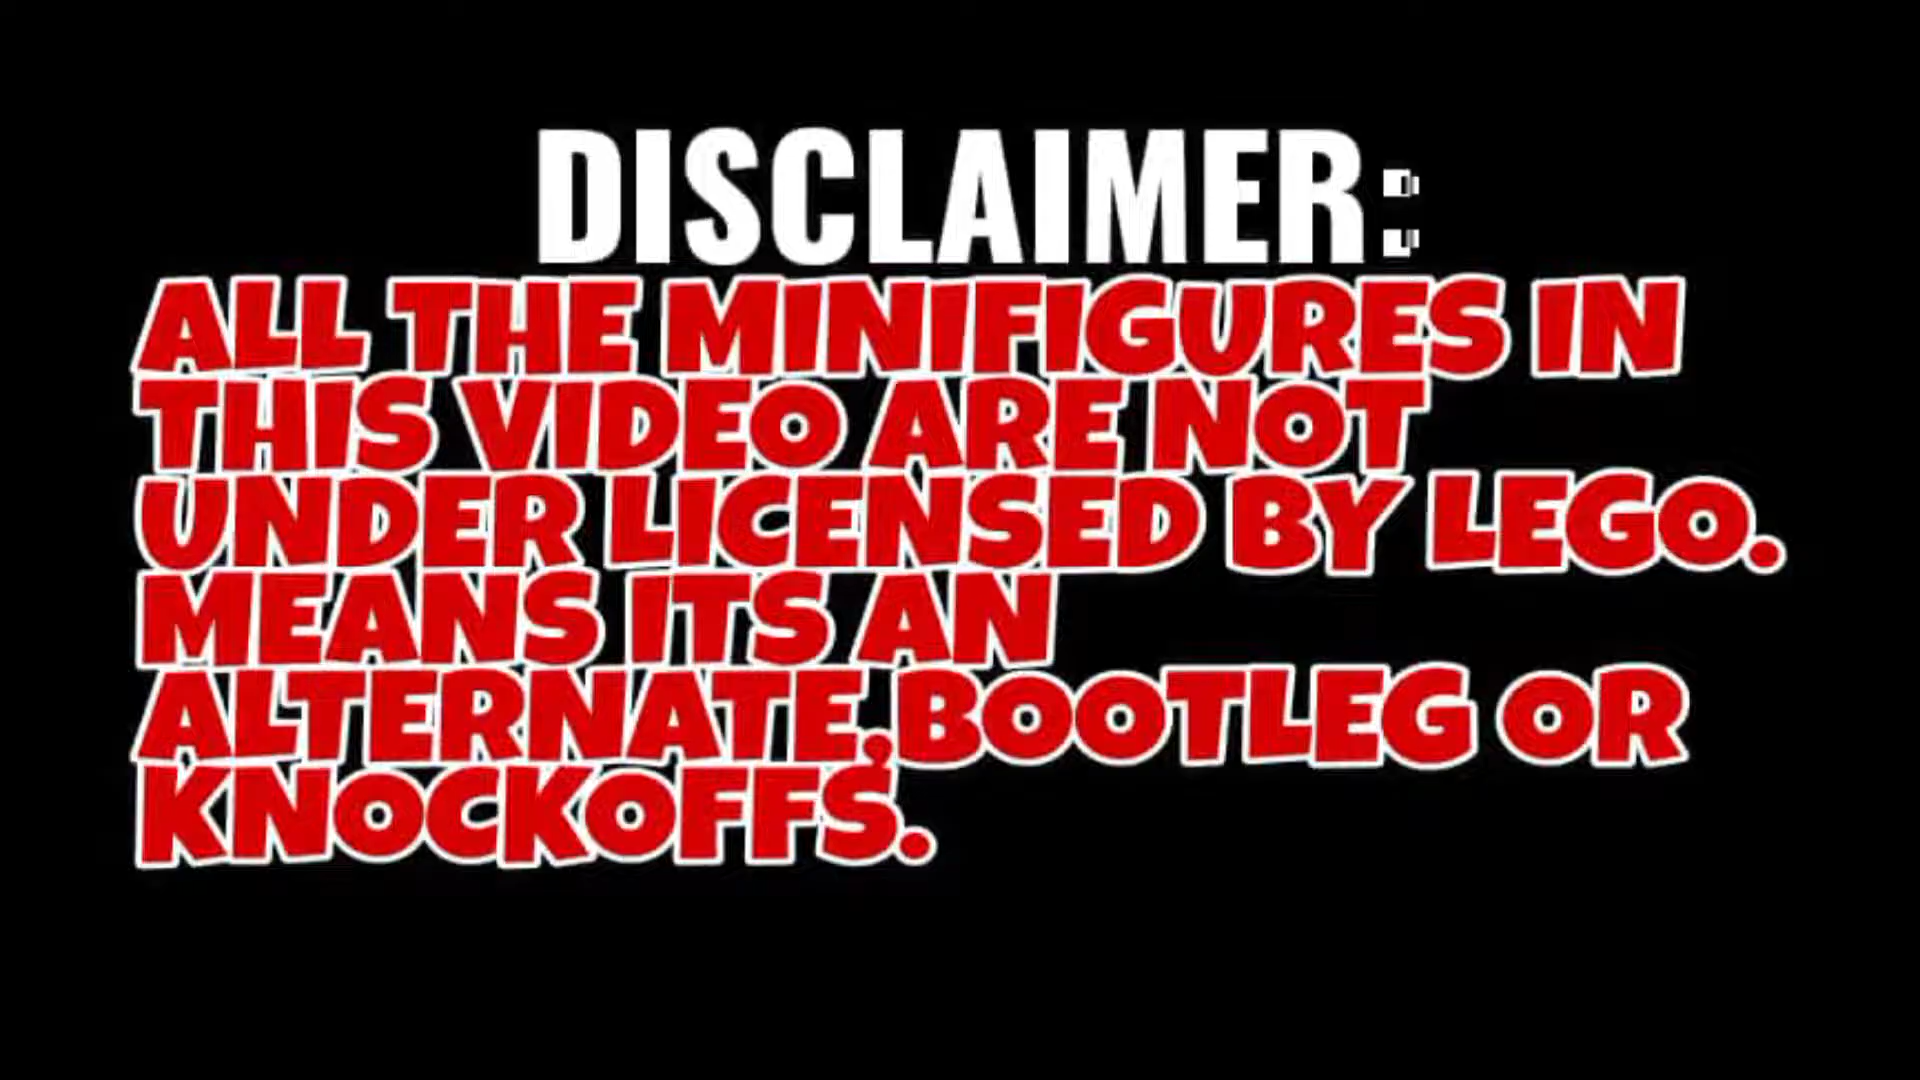 DISCLAIMER:
ALL THE MINIFIGURES IN
THIS VIDEO ARE NOT
UNDER LICENSED BY LEGO.
MEANS ITS AN
ALTERNATE,BOOTLEG OR
KNOCKOFFS.